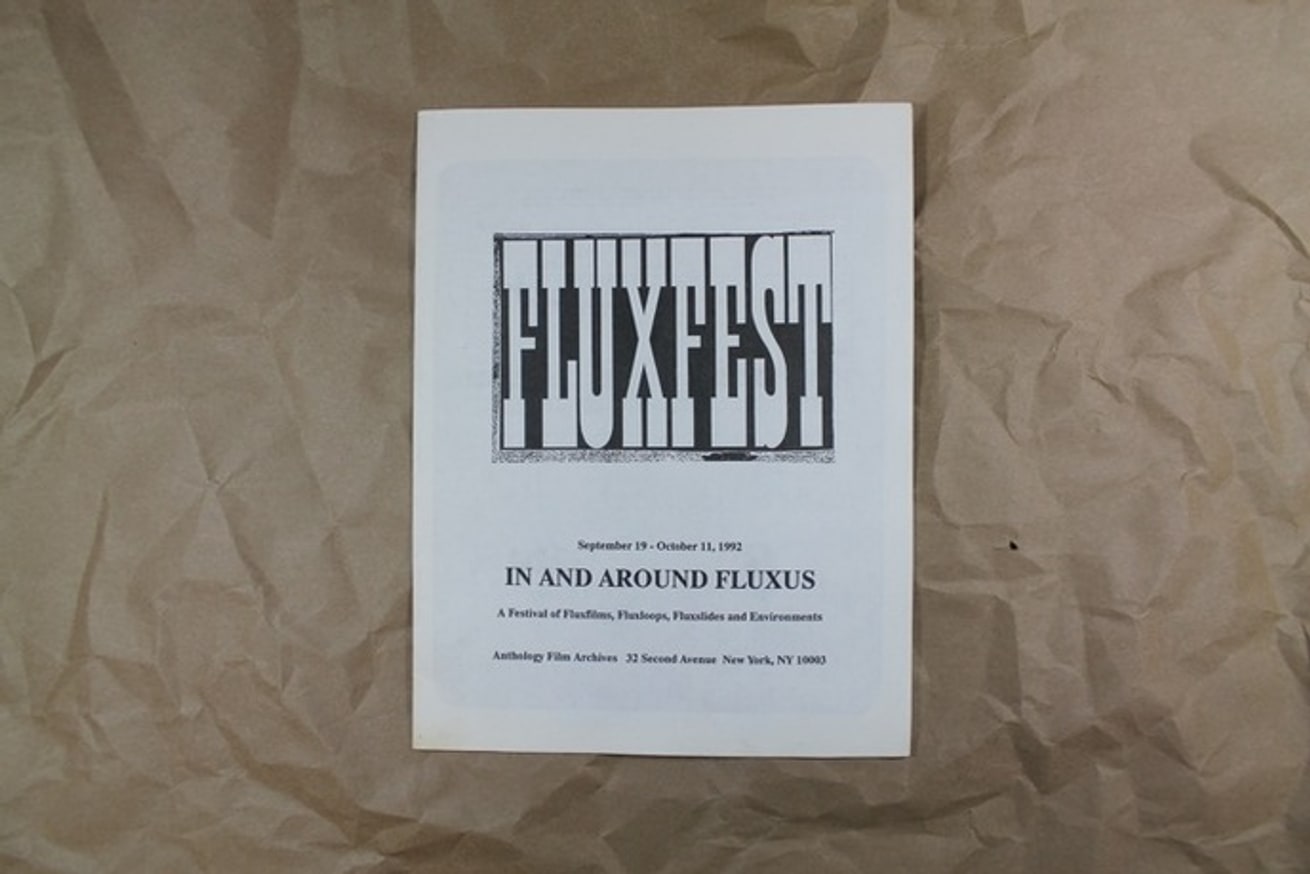 FLUXFEST
September 19 - October 11, 1992
IN AND AROUND FLUXUS
A Festival of Fluxfilms, Fluxloops, Fluxslides and Environments
Anthology Film Archives 32 Second Avenue New York, NY 10003